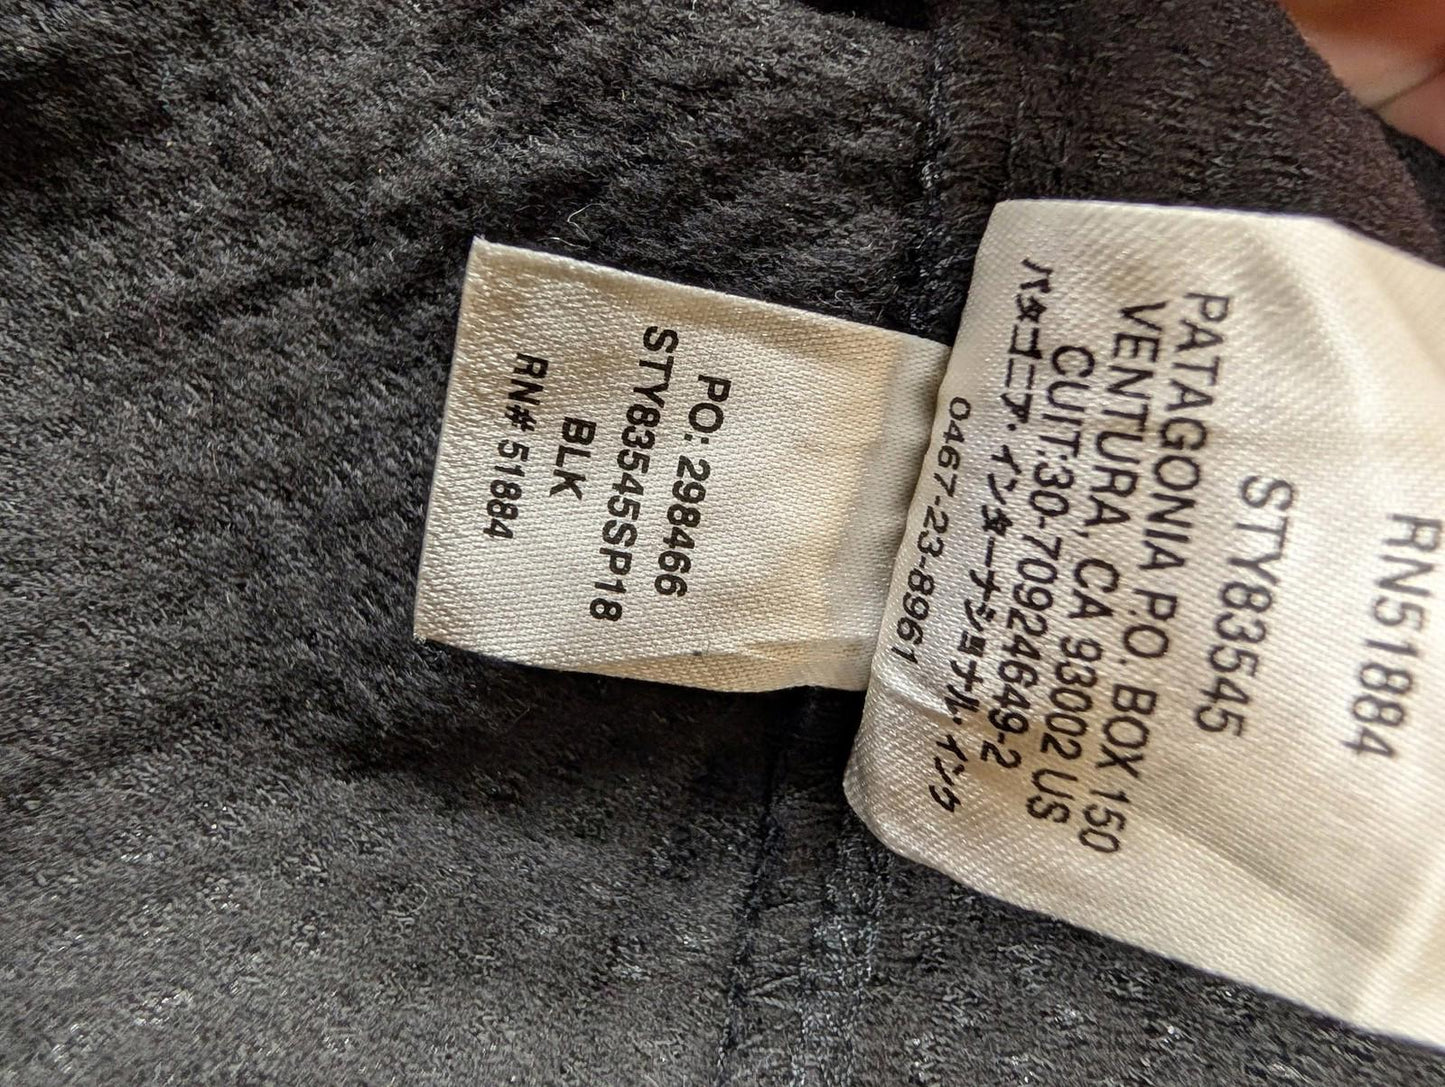 PO: 298466
STY83545SP18
BLK
RN# 51884
RN51884
STY83545
PATAGONIA P.O. BOX 150
VENTURA, CA 93002 US
CUIT:30-70924649-2
パタゴニア・インターナショナル・インク
0467-23-8961